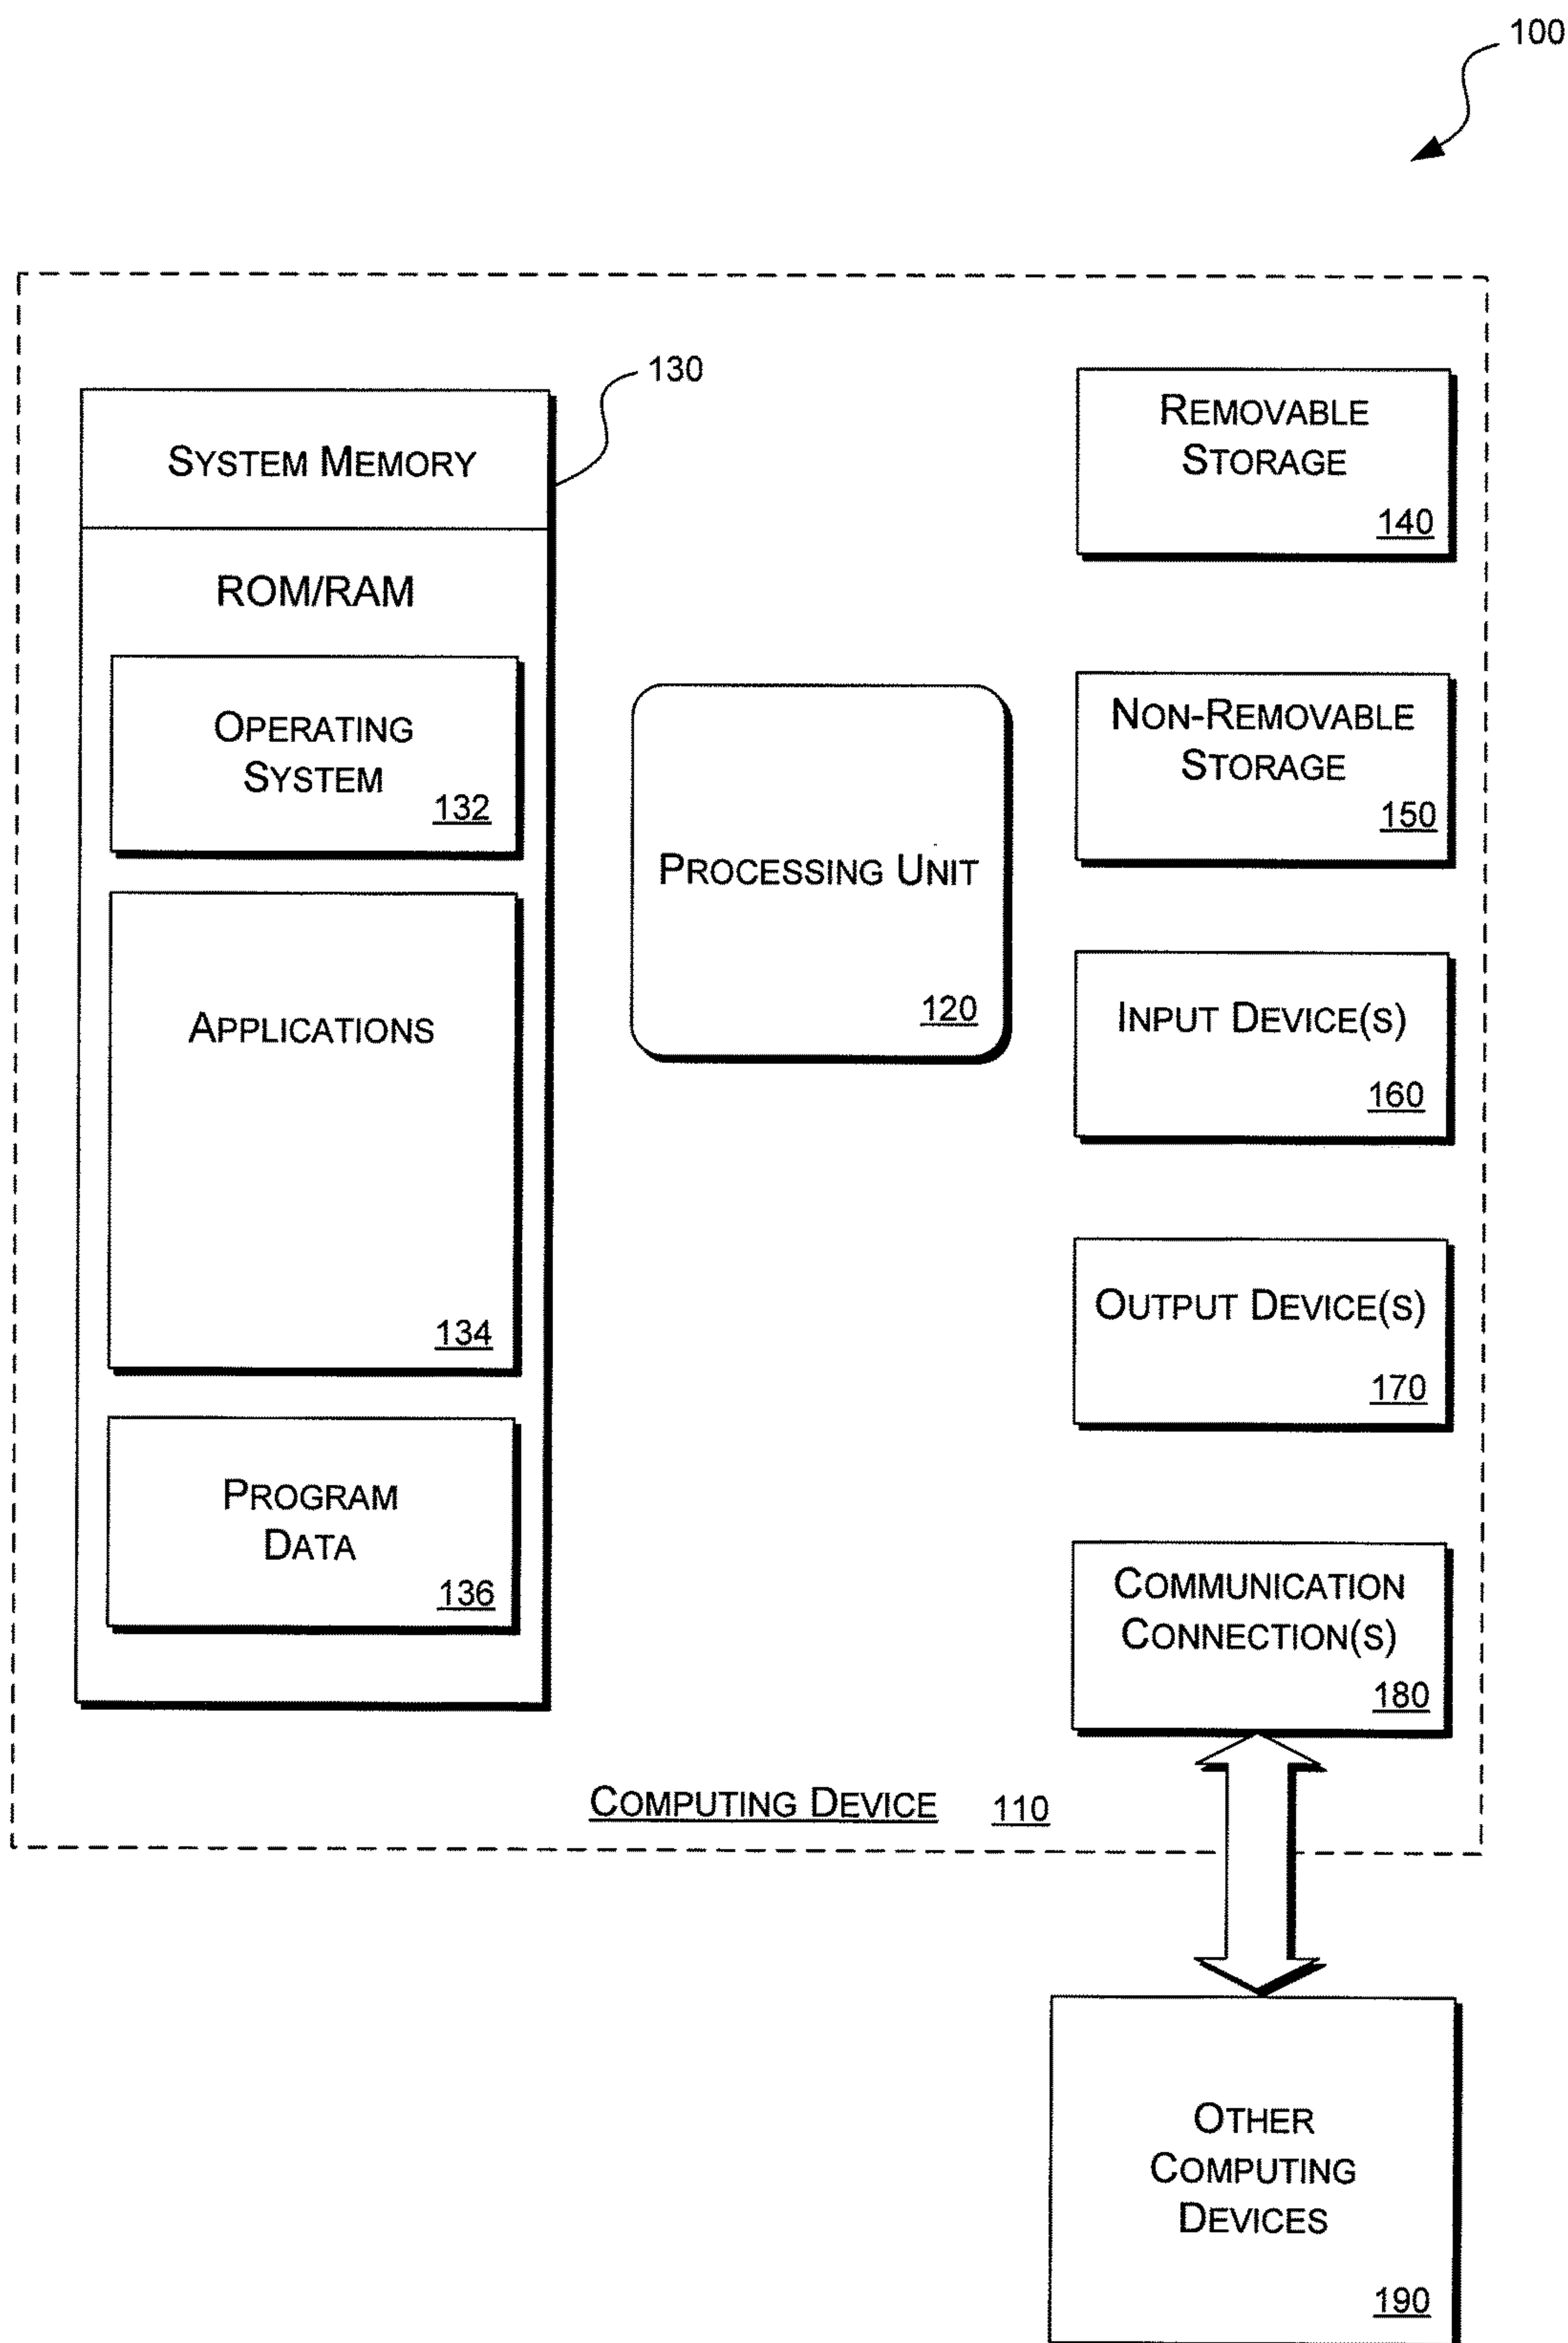 100
130
SYSTEM MEMORY
ROM/RAM
OPERATING
SYSTEM
132
APPLICATIONS
134
PROGRAM
DATA
136
PROCESSING UNIT
120
REMOVABLE
STORAGE
140
NON-REMOVABLE
STORAGE
150
INPUT DEVICE(S)
160
OUTPUT DEVICE(S)
170
COMMUNICATION
CONNECTION(S)
180
COMPUTING DEVICE 110
OTHER
COMPUTING
DEVICES
190